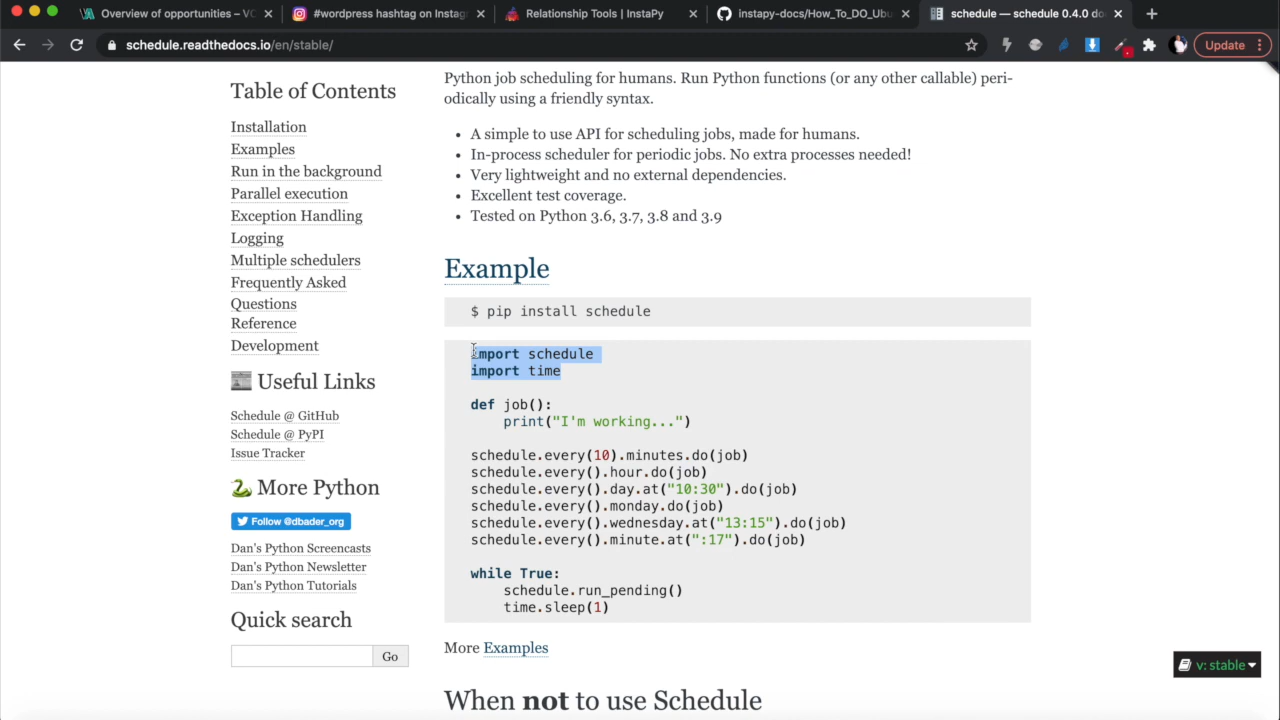 Overview of opportunities – VC
#wordpress hashtag on Instag
Relationship Tools | InstaPy
instapy-docs/How_To_DO_Ubu
schedule — schedule 0.4.0 do
schedule.readthedocs.io/en/stable/
Update
Table of Contents
Installation
Examples
Run in the background
Parallel execution
Exception Handling
Logging
Multiple schedulers
Frequently Asked
Questions
Reference
Development
Useful Links
Schedule @ GitHub
Schedule @ PyPI
Issue Tracker
More Python
Follow @dbader_org
Dan's Python Screencasts
Dan's Python Newsletter
Dan's Python Tutorials
Quick search
Go
Python job scheduling for humans. Run Python functions (or any other callable) peri-
odically using a friendly syntax.
• A simple to use API for scheduling jobs, made for humans.
• In-process scheduler for periodic jobs. No extra processes needed!
• Very lightweight and no external dependencies.
• Excellent test coverage.
• Tested on Python 3.6, 3.7, 3.8 and 3.9
Example
$ pip install schedule
import schedule
import time
def job():
    print("I'm working...")
schedule.every(10).minutes.do(job)
schedule.every().hour.do(job)
schedule.every().day.at("10:30").do(job)
schedule.every().monday.do(job)
schedule.every().wednesday.at("13:15").do(job)
schedule.every().minute.at(":17").do(job)
while True:
    schedule.run_pending()
    time.sleep(1)
More Examples
When not to use Schedule
v: stable